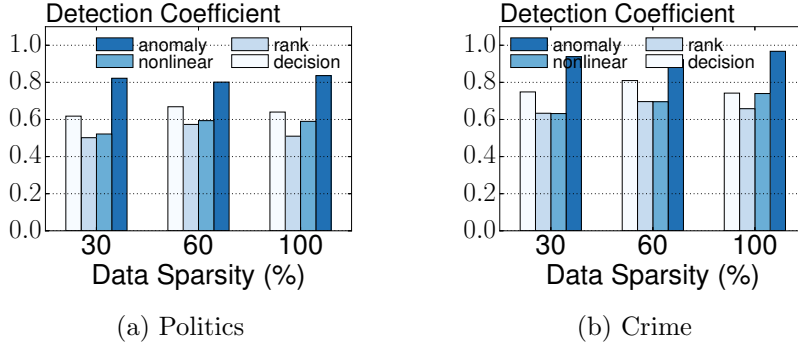 Detection Coefficient
1.0
0.8
0.6
0.4
0.2
0.0
anomaly
nonlinear
rank
decision
30 60 100
Data Sparsity (%)
(a) Politics
Detection Coefficient
1.0
0.8
0.6
0.4
0.2
0.0
anomaly
nonlinear
rank
decision
30 60 100
Data Sparsity (%)
(b) Crime